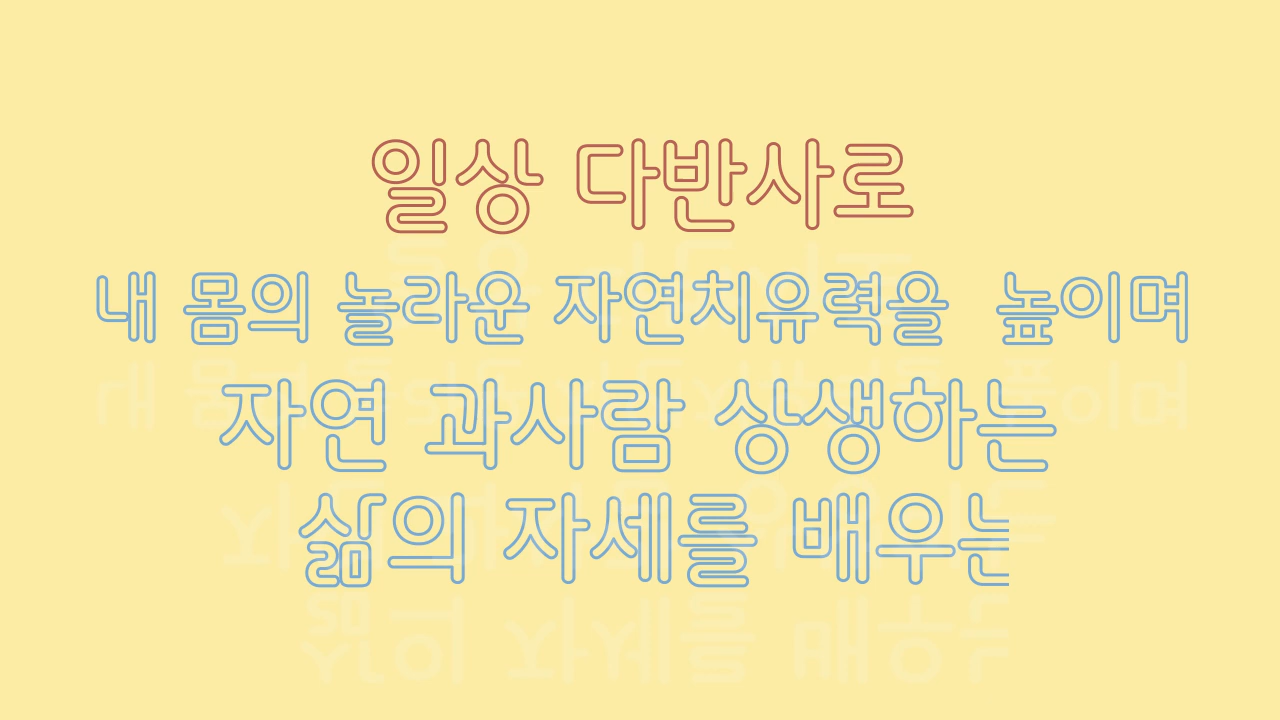 일상 다반사로
내 몸의 놀라운 자연치유력을 높이며
자연 과사람 상생하는
삶의 자세를 배우는